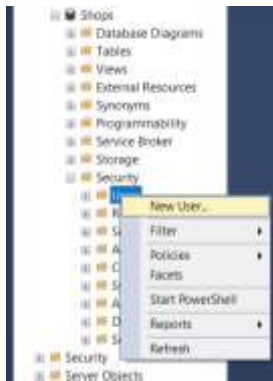 Shops
Database Diagrams
Tables
Views
External Resources
Synonyms
Programmability
Service Broker
Storage
Security
New User...
Filter
Policies
Facets
Start PowerShell
Reports
Refresh
Security
Server Objects